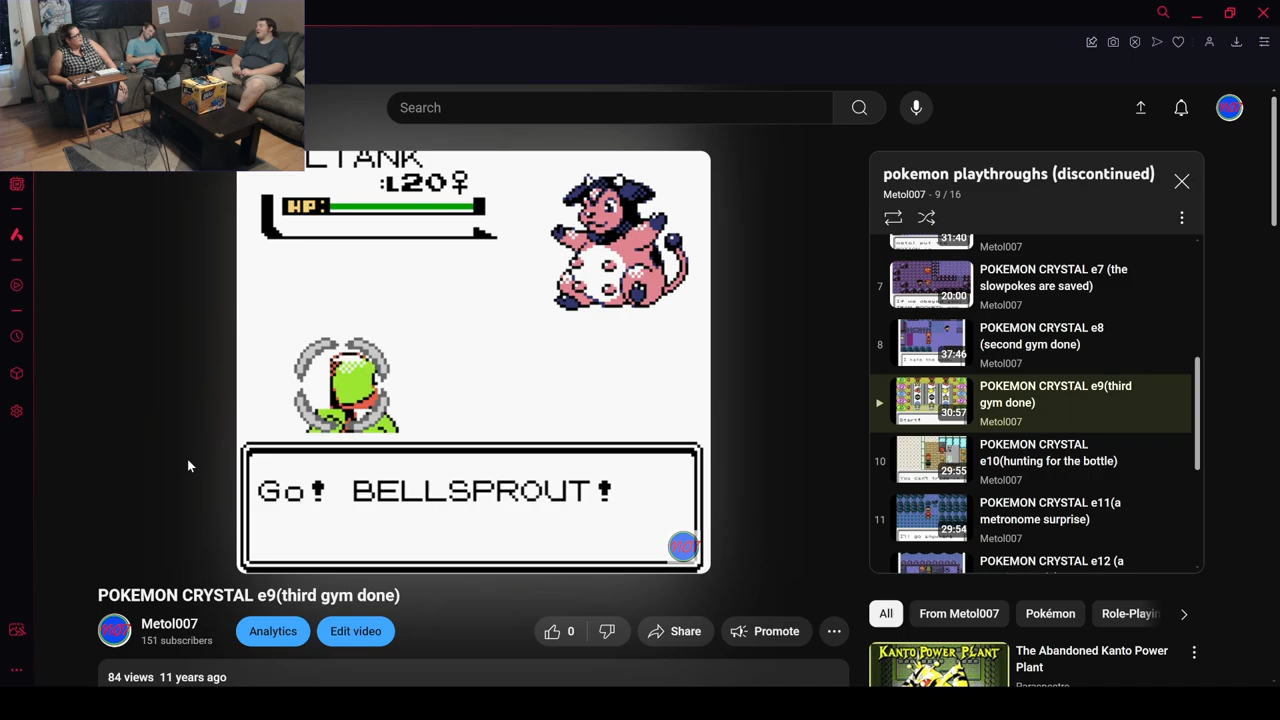 Search
LTANK
:L20♀
HP:
Go! BELLSPROUT!
POKEMON CRYSTAL e9(third gym done)
Metol007
151 subscribers
Analytics
Edit video
0
Share
Promote
84 views 11 years ago
pokemon playthroughs (discontinued)
Metol007 - 9 / 16
31:40
Metol007
7
20:00
POKEMON CRYSTAL e7 (the
slowpokes are saved)
Metol007
8
37:46
POKEMON CRYSTAL e8
(second gym done)
Metol007
Start!
30:57
POKEMON CRYSTAL e9(third
gym done)
Metol007
10
29:55
POKEMON CRYSTAL
e10(hunting for the bottle)
Metol007
11
29:54
POKEMON CRYSTAL e11(a
metronome surprise)
Metol007
POKEMON CRYSTAL e12 (a
All
From Metol007
Pokémon
Role-Playin
KANTO POWER PLANT
The Abandoned Kanto Power
Plant